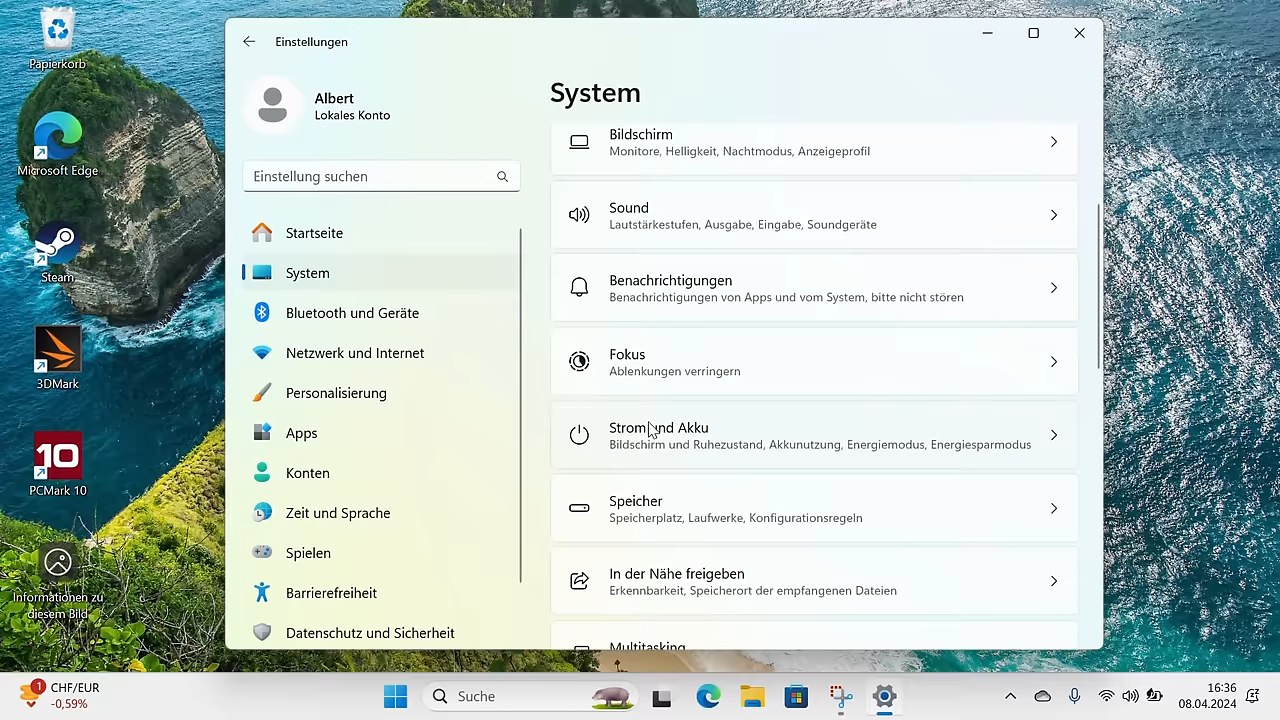 Papierkorb
Microsoft Edge
Steam
3DMark
10
PCMark 10
Informationen zu
diesem Bild
Einstellungen
Albert
Lokales Konto
Einstellung suchen
Startseite
System
Bluetooth und Geräte
Netzwerk und Internet
Personalisierung
Apps
Konten
Zeit und Sprache
Spielen
Barrierefreiheit
Datenschutz und Sicherheit
System
Bildschirm
Monitore, Helligkeit, Nachtmodus, Anzeigeprofil
Sound
Lautstärkestufen, Ausgabe, Eingabe, Soundgeräte
Benachrichtigungen
Benachrichtigungen von Apps und vom System, bitte nicht stören
Fokus
Ablenkungen verringern
Strom und Akku
Bildschirm und Ruhezustand, Akkunutzung, Energiemodus, Energiesparmodus
Speicher
Speicherplatz, Laufwerke, Konfigurationsregeln
In der Nähe freigeben
Erkennbarkeit, Speicherort der empfangenen Dateien
Multitasking
1
CHF/EUR
-0,59%
Suche
16:36
08.04.2024